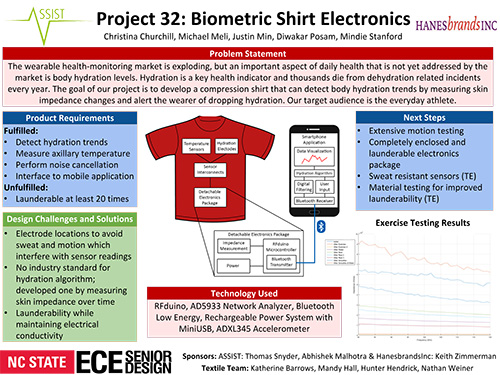 ASSIST
Project 32: Biometric Shirt Electronics
HANESbrandsINC
Christina Churchill, Michael Meli, Justin Min, Diwakar Posam, Mindie Stanford
Problem Statement
The wearable health-monitoring market is exploding, but an important aspect of daily health that is not yet addressed by the
market is body hydration levels. Hydration is a key health indicator and thousands die from dehydration related incidents
every year. The goal of our project is to develop a compression shirt that can detect body hydration trends by measuring skin
impedance changes and alert the wearer of dropping hydration. Our target audience is the everyday athlete.
Product Requirements
Fulfilled:
• Detect hydration trends
• Measure axillary temperature
• Perform noise cancellation
• Interface to mobile application
Unfulfilled:
• Launderable at least 20 times
Design Challenges and Solutions
• Electrode locations to
avoid sweat and motion which
interfere with sensor readings
• No industry standard for
hydration algorithm;
developed one by measuring
skin impedance over time
• Launderability while
maintaining electrical
conductivity
Temperature
Sensors
Hydration
Electrodes
Sensor
Interconnects
Detachable
Electronics
Package
Smartphone
Application
Data Visualization
Hydration Algorithm
Digital
Filtering
User
Input
Bluetooth Receiver
Detachable Electronics Package
Impedance
Measurement
Arduino
Microcontroller
Power
Bluetooth
Transmitter
Technology Used
RFduino, AD5933 Network Analyzer, Bluetooth
Low Energy, Rechargeable Power System with
MiniUSB, ADXL345 Accelerometer
Next Steps
• Extensive motion testing
• Completely enclosed and
launderable electronics
package
• Sweat resistant sensors (TE)
• Material testing for improved
launderability (TE)
Exercise Testing Results
NC STATE
ECE SENIOR
DESIGN
Sponsors: ASSIST: Thomas Snyder, Abhishek Malhotra & HanesbrandsInc: Keith Zimmerman
Textile Team: Katherine Barrows, Mandy Hall, Hunter Hendrick, Nathan Weiner